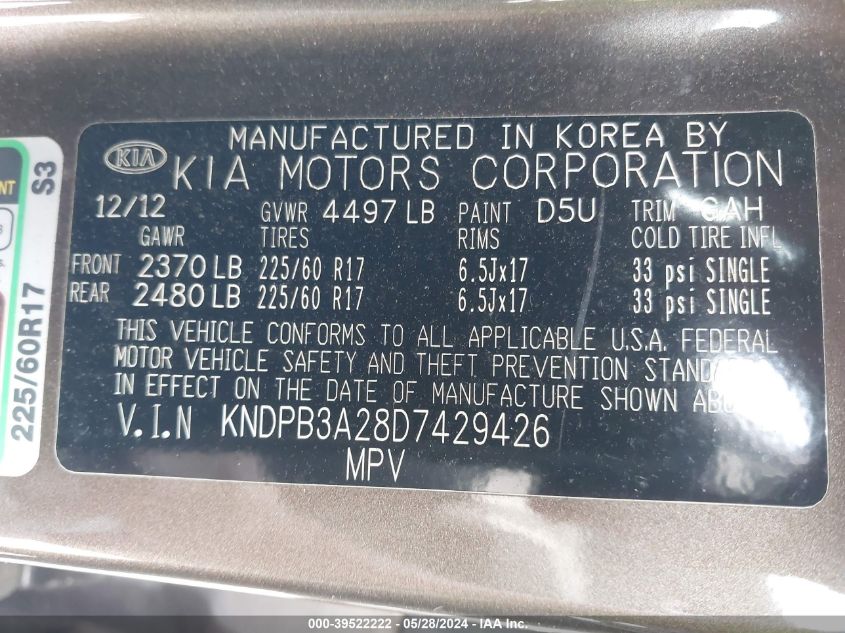 MANUFACTURED IN KOREA BY
KIA KIA MOTORS CORPORATION
12/12 GVWR 4497 LB PAINT D5U TRIM GAH
GAWR TIRES RIMS COLD TIRE INFL
FRONT 2370 LB 225/60 R17 6.5Jx17 33 psi SINGLE
REAR 2480 LB 225/60 R17 6.5Jx17 33 psi SINGLE
THIS VEHICLE CONFORMS TO ALL APPLICABLE U.S.A. FEDERAL
MOTOR VEHICLE SAFETY AND THEFT PREVENTION
IN EFFECT ON THE DATE OF MANUFACTURE SHOWN
V.I.N KNDPB3A28D7429426
MPV
S3
225/60R17
000-39522222 - 05/28/2024 - KNDPB3A28D7429426